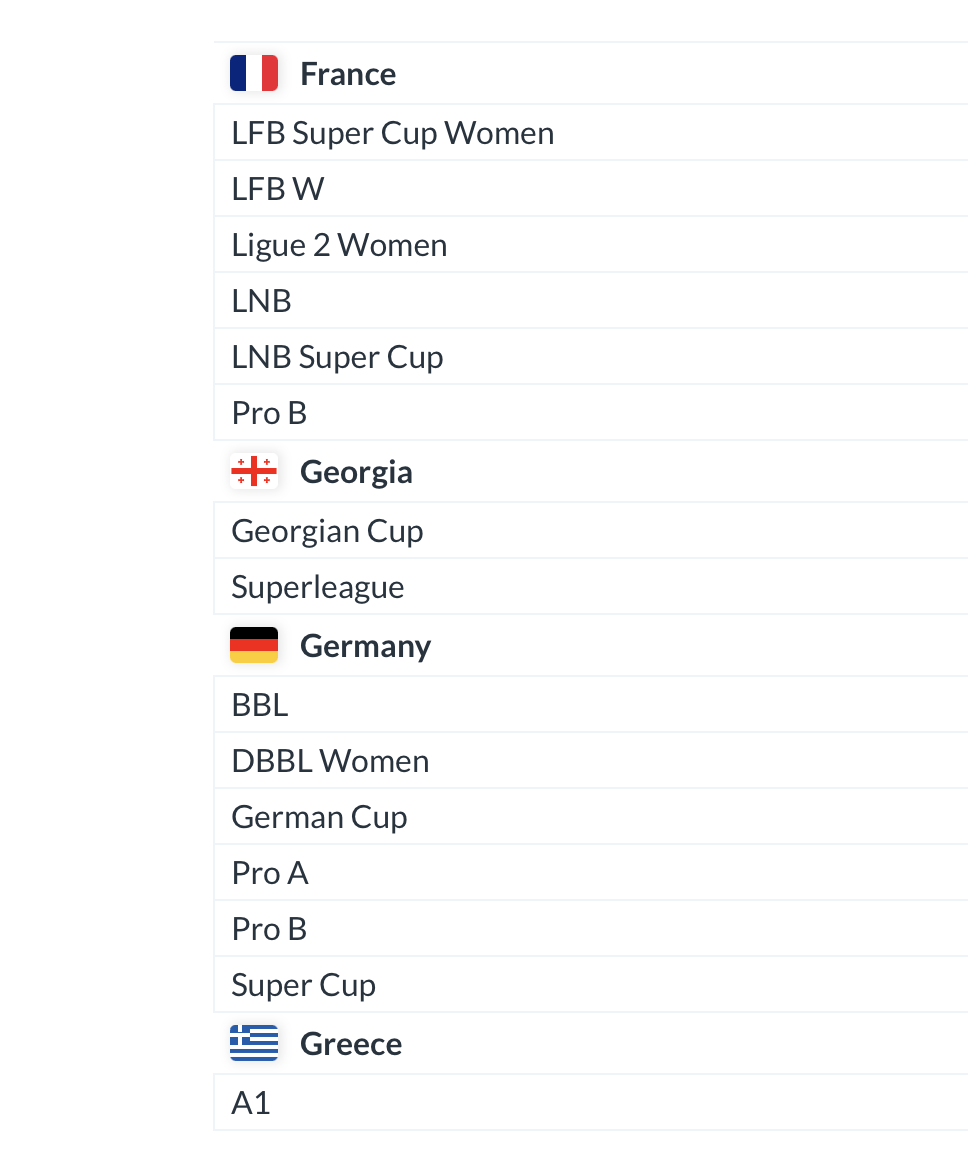 France
LFB Super Cup Women
LFB W
Ligue 2 Women
LNB
LNB Super Cup
Pro B
Georgia
Georgian Cup
Superleague
Germany
BBL
DBBL Women
German Cup
Pro A
Pro B
Super Cup
Greece
A1